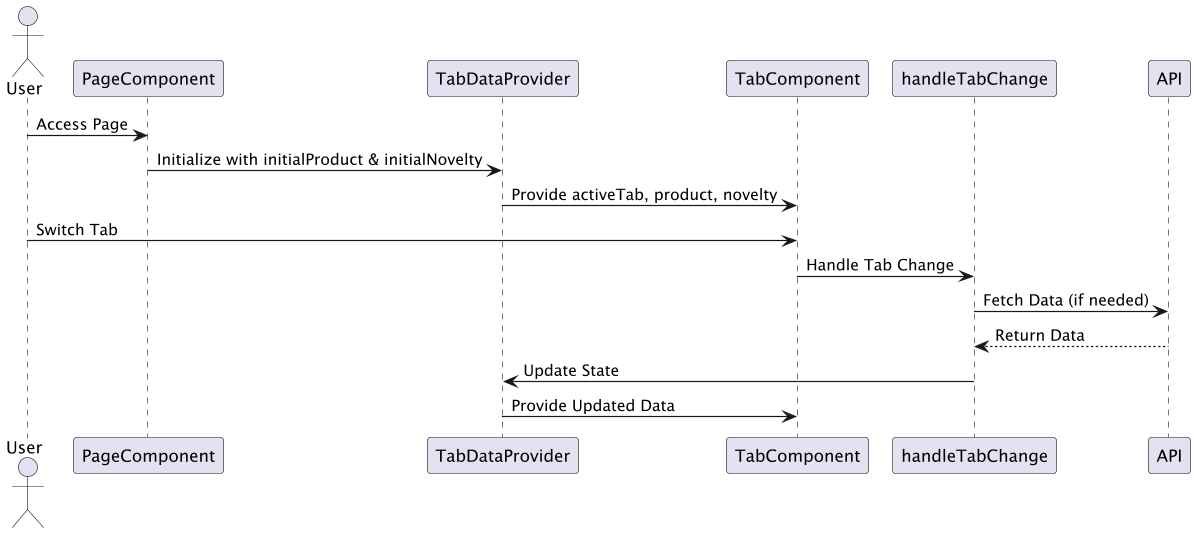 User
PageComponent
TabDataProvider
TabComponent
handleTabChange
API
Access Page
Initialize with initialProduct & initialNovelty
Provide activeTab, product, novelty
Switch Tab
Handle Tab Change
Fetch Data (if needed)
Return Data
Update State
Provide Updated Data
User
PageComponent
TabDataProvider
TabComponent
handleTabChange
API